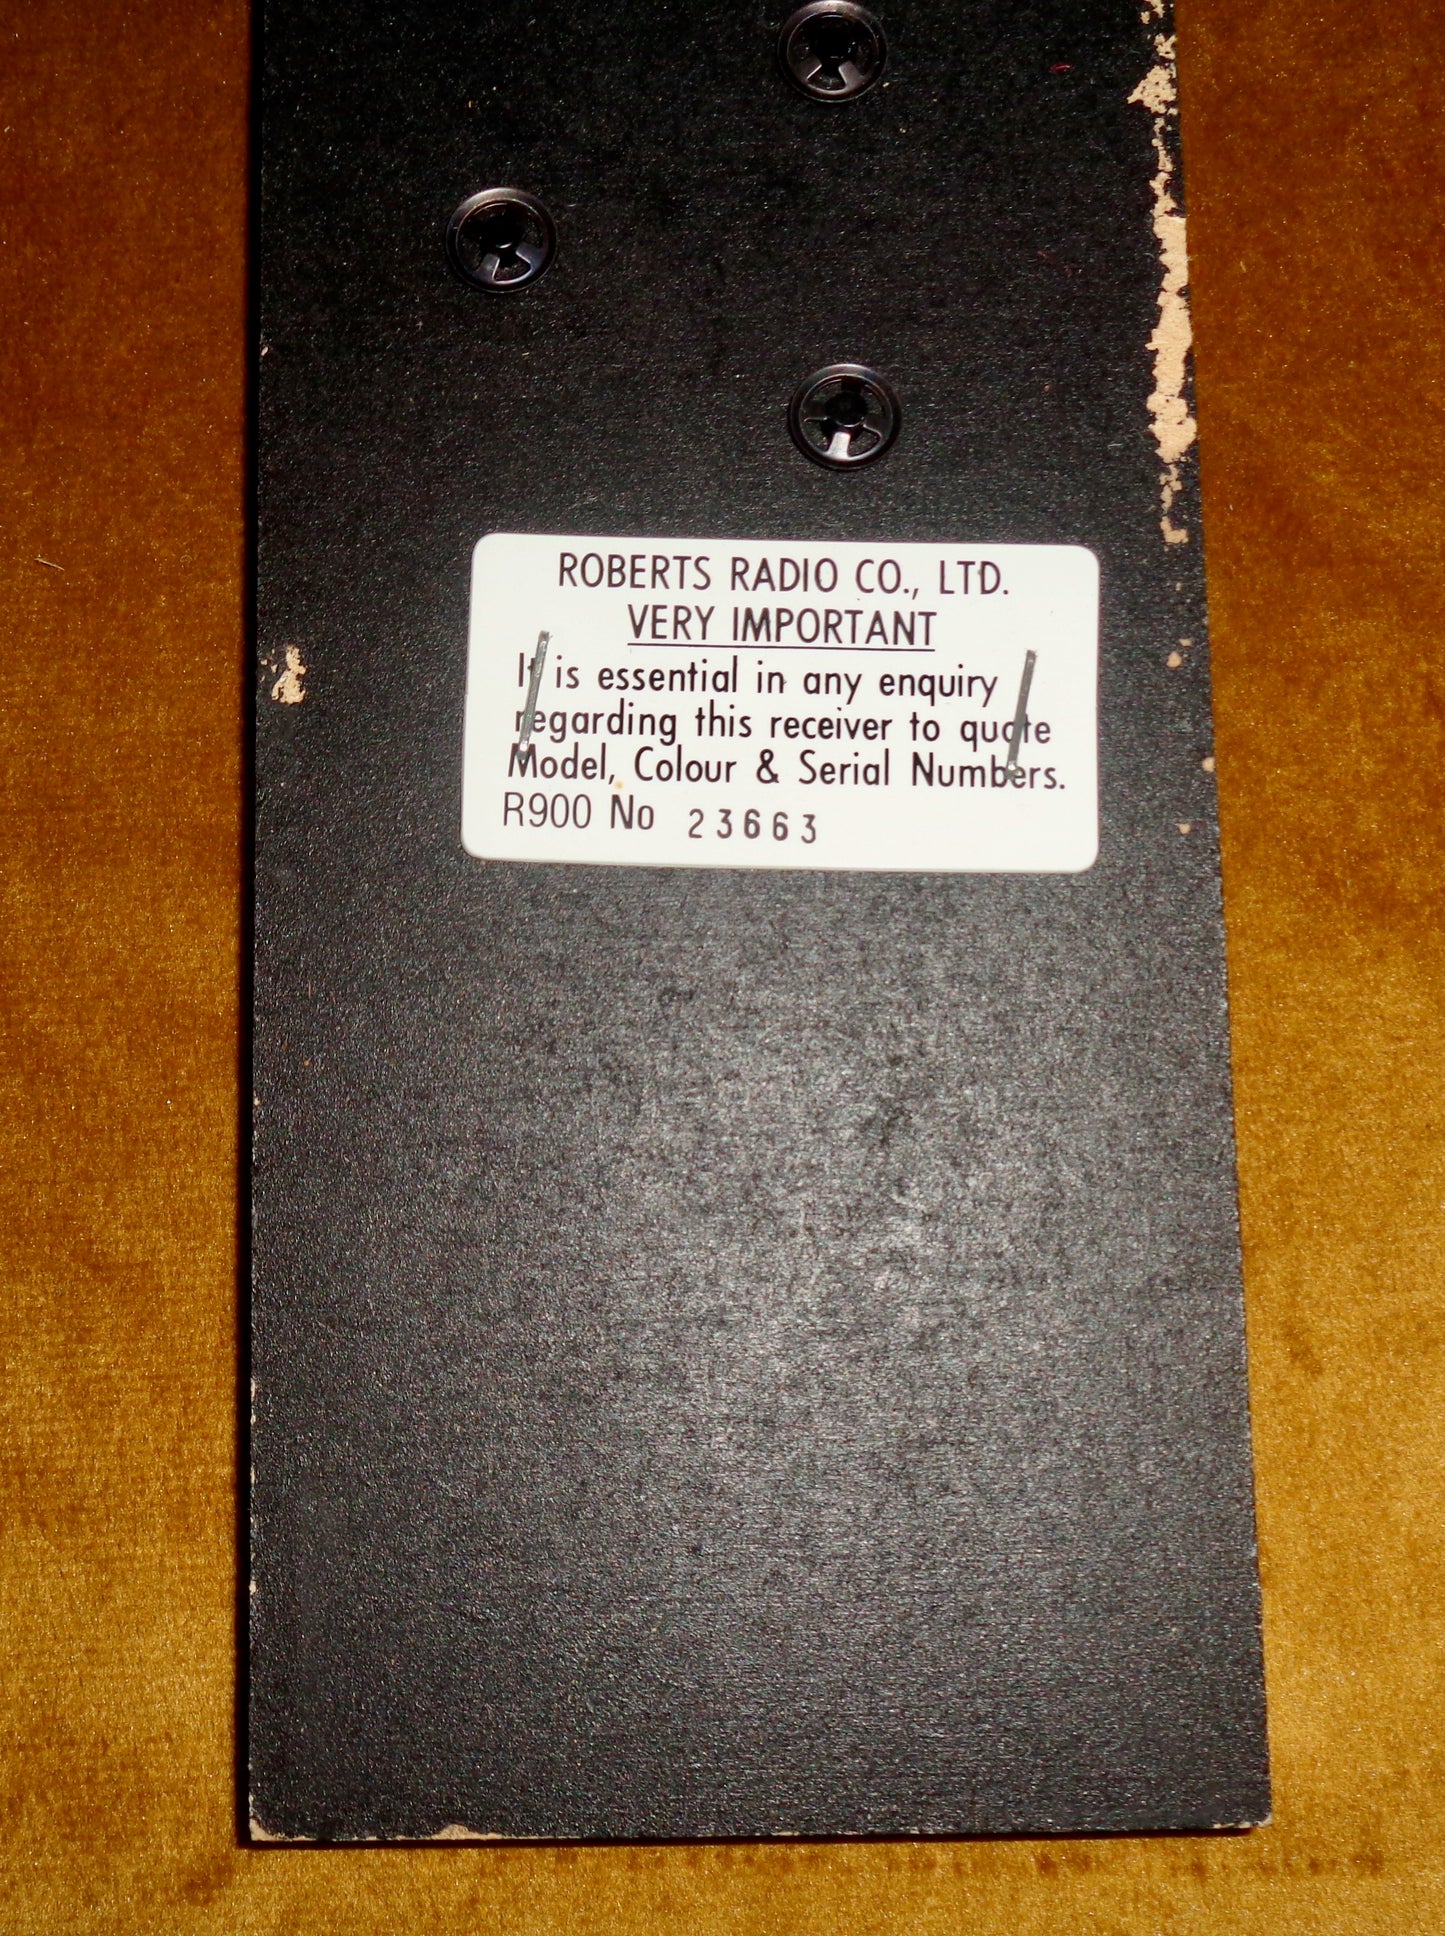 ROBERTS RADIO CO., LTD.
VERY IMPORTANT
It is essential in any enquiry
regarding this receiver to quote
Model, Colour & Serial Numbers.
R900 No 23663